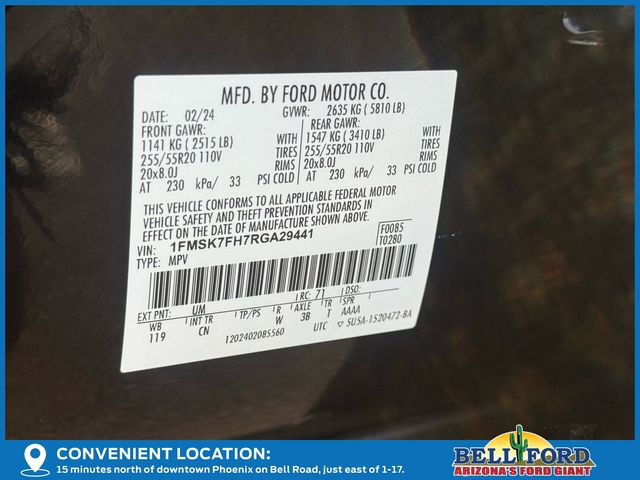 MFD. BY FORD MOTOR CO.
DATE: 02/24 GVWR: 2635 KG ( 5810 LB)
FRONT GAWR: REAR GAWR:
1141 KG ( 2515 LB) WITH 1547 KG ( 3410 LB) WITH
255/55R20 110V TIRES 255/55R20 110V TIRES
20x8.0J RIMS 20x8.0J RIMS
AT 230 kPa/ 33 PSI COLD AT 230 kPa/ 33 PSI COLD
THIS VEHICLE CONFORMS TO ALL APPLICABLE FEDERAL MOTOR
VEHICLE SAFETY AND THEFT PREVENTION STANDARDS IN
EFFECT ON THE DATE OF MANUFACTURE SHOWN ABOVE.
VIN: 1FMSK7FH7RGA29441 F0085
TYPE: MPV T0280
EXT PNT: UM RC: 71 DSO:
WB INT TR TP/PS R AXLE TR SPR
119 CN W 3B T AAAA
1202402085560 UTC ▽ 5U5A-1520472-8A
CONVENIENT LOCATION:
15 minutes north of downtown Phoenix on Bell Road, just east of 1-17.
BELL FORD
ARIZONA'S FORD GIANT